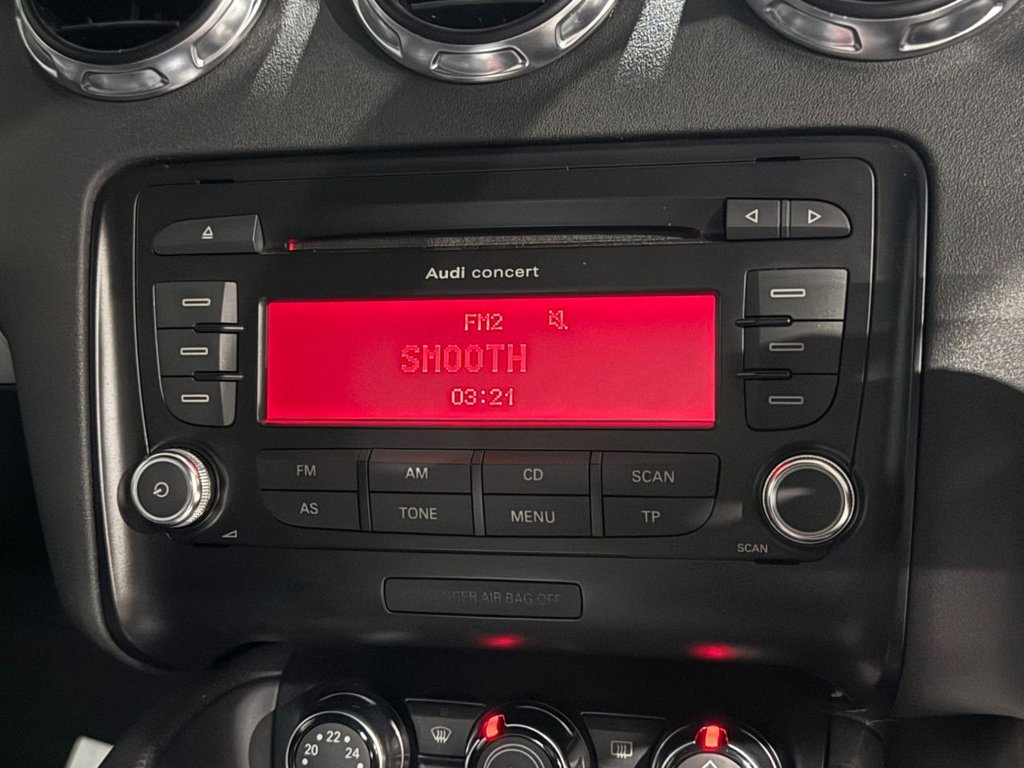 Audi concert
FM2
SMOOTH
03:21
FM AM CD SCAN
AS TONE MENU TP
SCAN
AIR BAG OFF
20 22 24